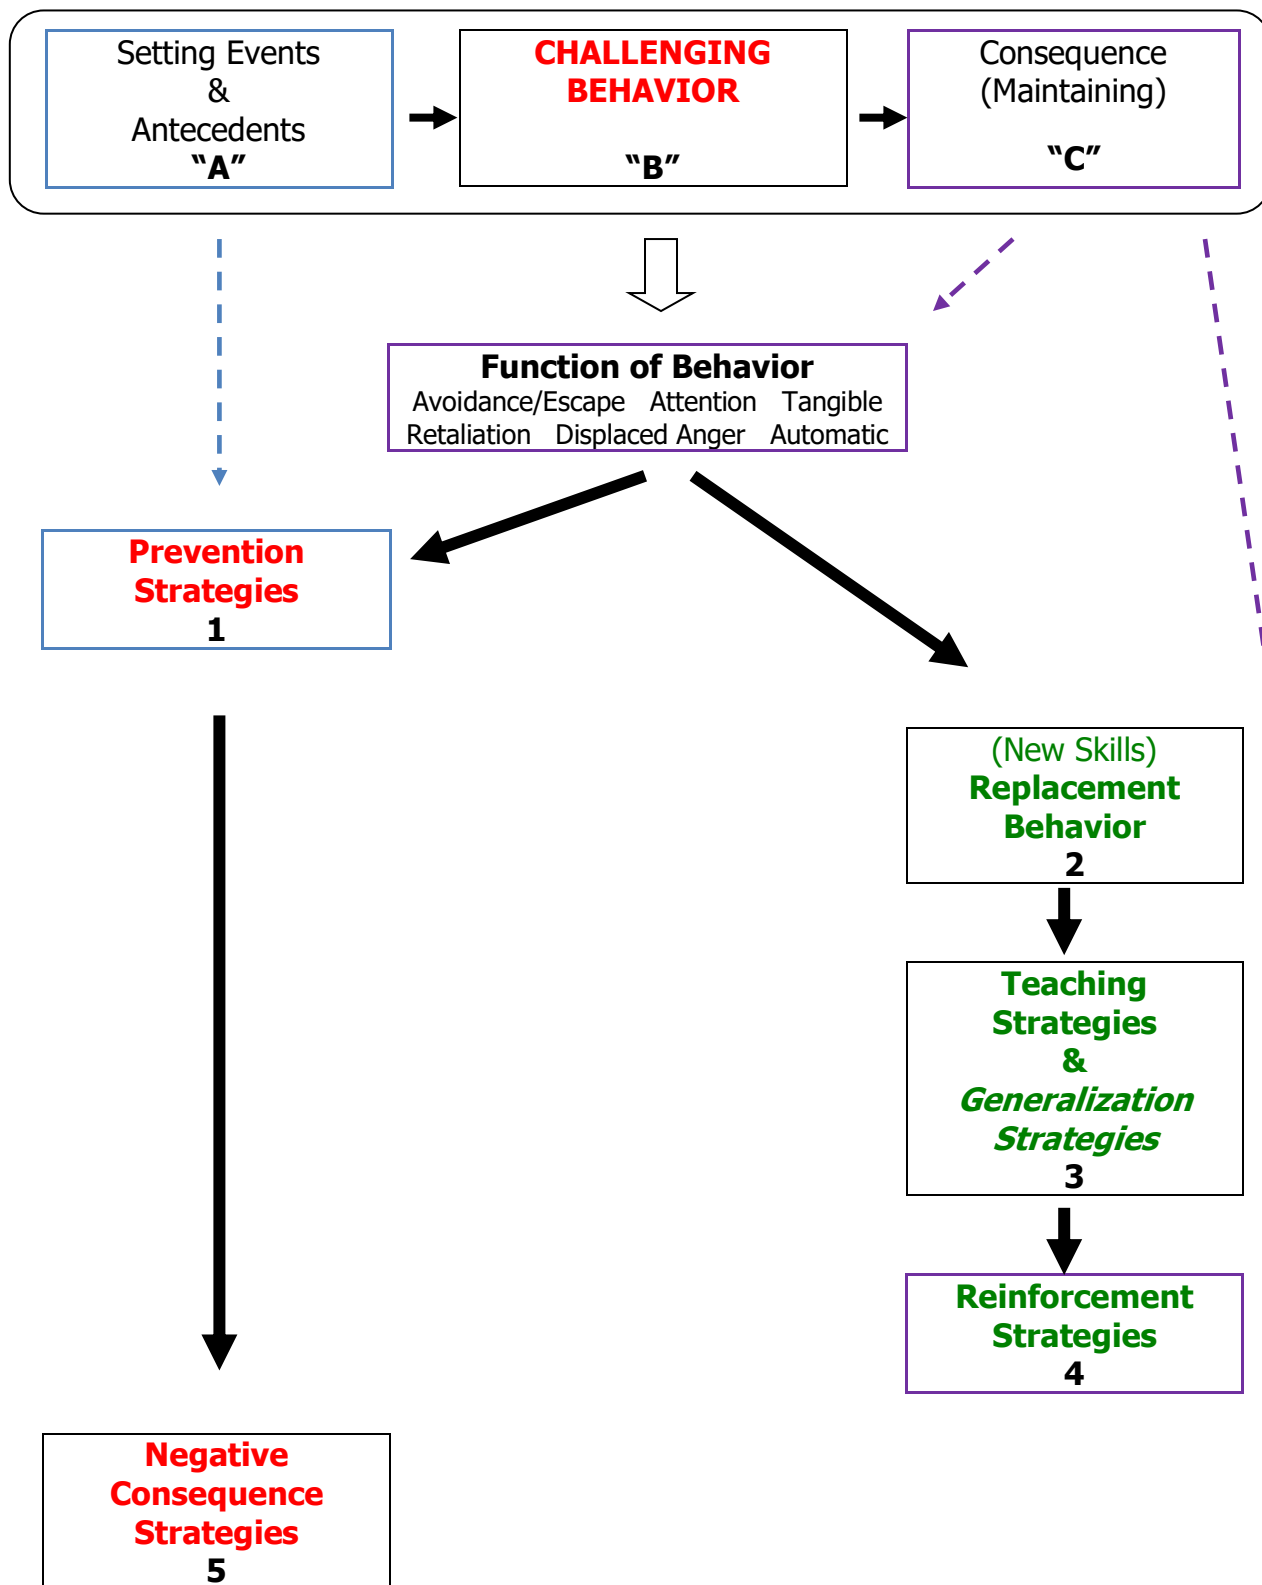 Setting Events
&
Antecedents
“A”
CHALLENGING
BEHAVIOR
“B”
Consequence
(Maintaining)
“C”
Function of Behavior
Avoidance/Escape Attention Tangible
Retaliation Displaced Anger Automatic
Prevention
Strategies
1
(New Skills)
Replacement
Behavior
2
Teaching
Strategies
&
Generalization
Strategies
3
Reinforcement
Strategies
4
Negative
Consequence
Strategies
5